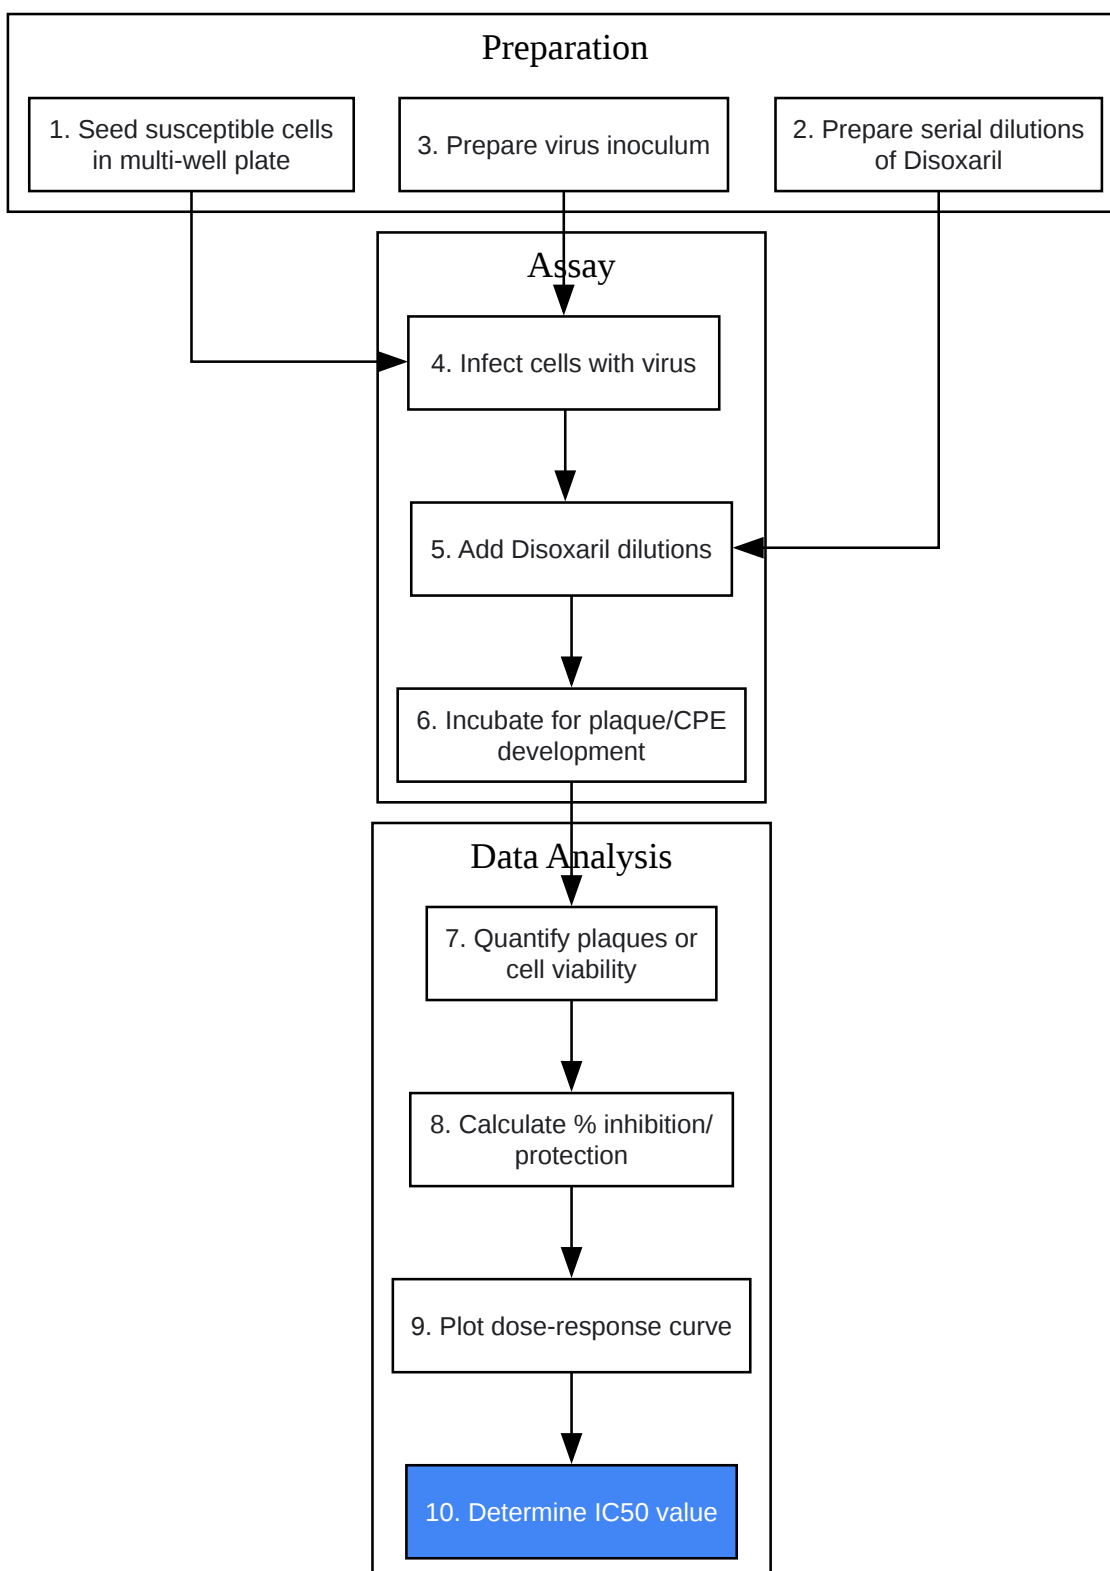 Preparation
1. Seed susceptible cells
in multi-well plate
3. Prepare virus inoculum
2. Prepare serial dilutions
of Disoxaril
Assay
4. Infect cells with virus
5. Add Disoxaril dilutions
6. Incubate for plaque/CPE
development
Data Analysis
7. Quantify plaques or
cell viability
8. Calculate % inhibition/
protection
9. Plot dose-response curve
10. Determine IC50 value